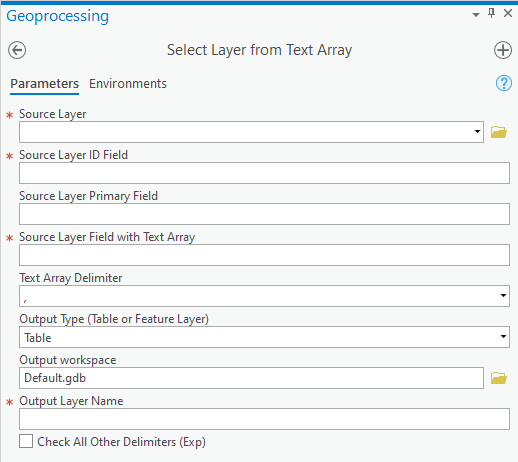 Geoprocessing
Select Layer from Text Array
Parameters Environments
* Source Layer
* Source Layer ID Field
Source Layer Primary Field
* Source Layer Field with Text Array
Text Array Delimiter
,
Output Type (Table or Feature Layer)
Table
Output workspace
Default.gdb
* Output Layer Name
Check All Other Delimiters (Exp)